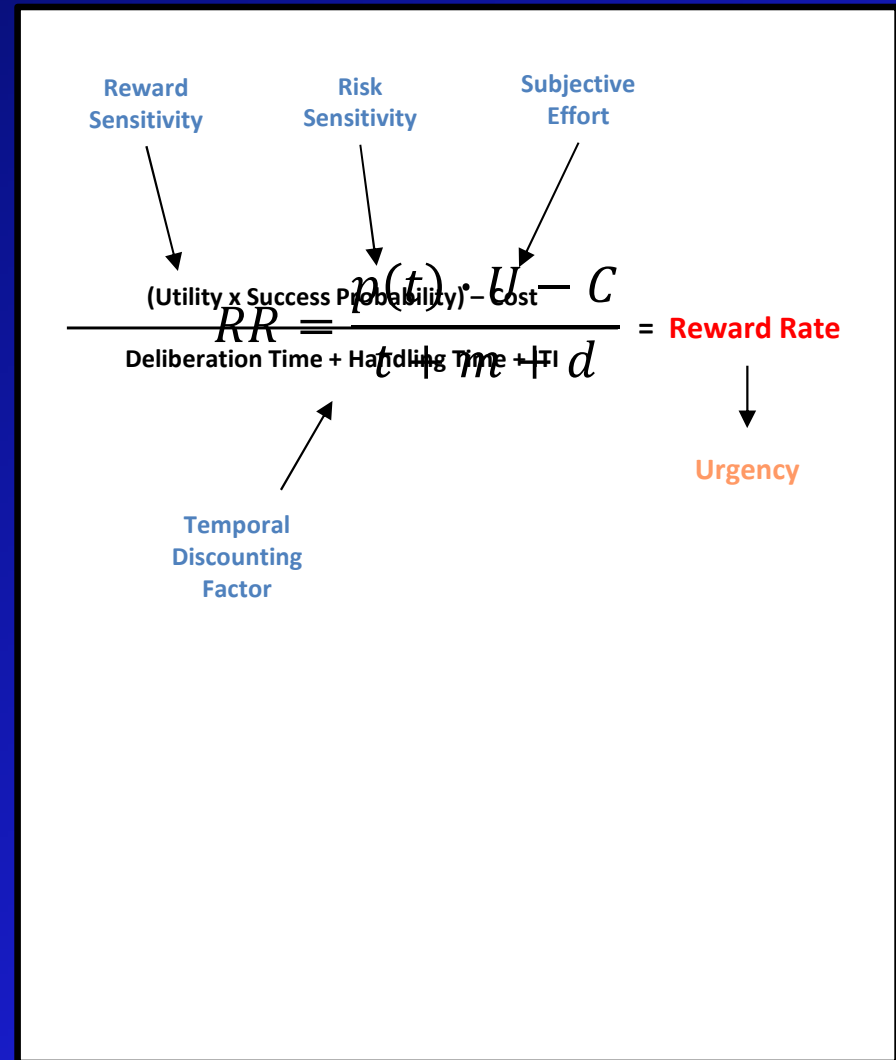 Reward
Sensitivity
Risk
Sensitivity
Subjective
Effort
(Utility x Success Probability) – Cost
Deliberation Time + Handling Time + ITI
RR = p(t) · U − C
t + m + d
= Reward Rate
Urgency
Temporal
Discounting
Factor